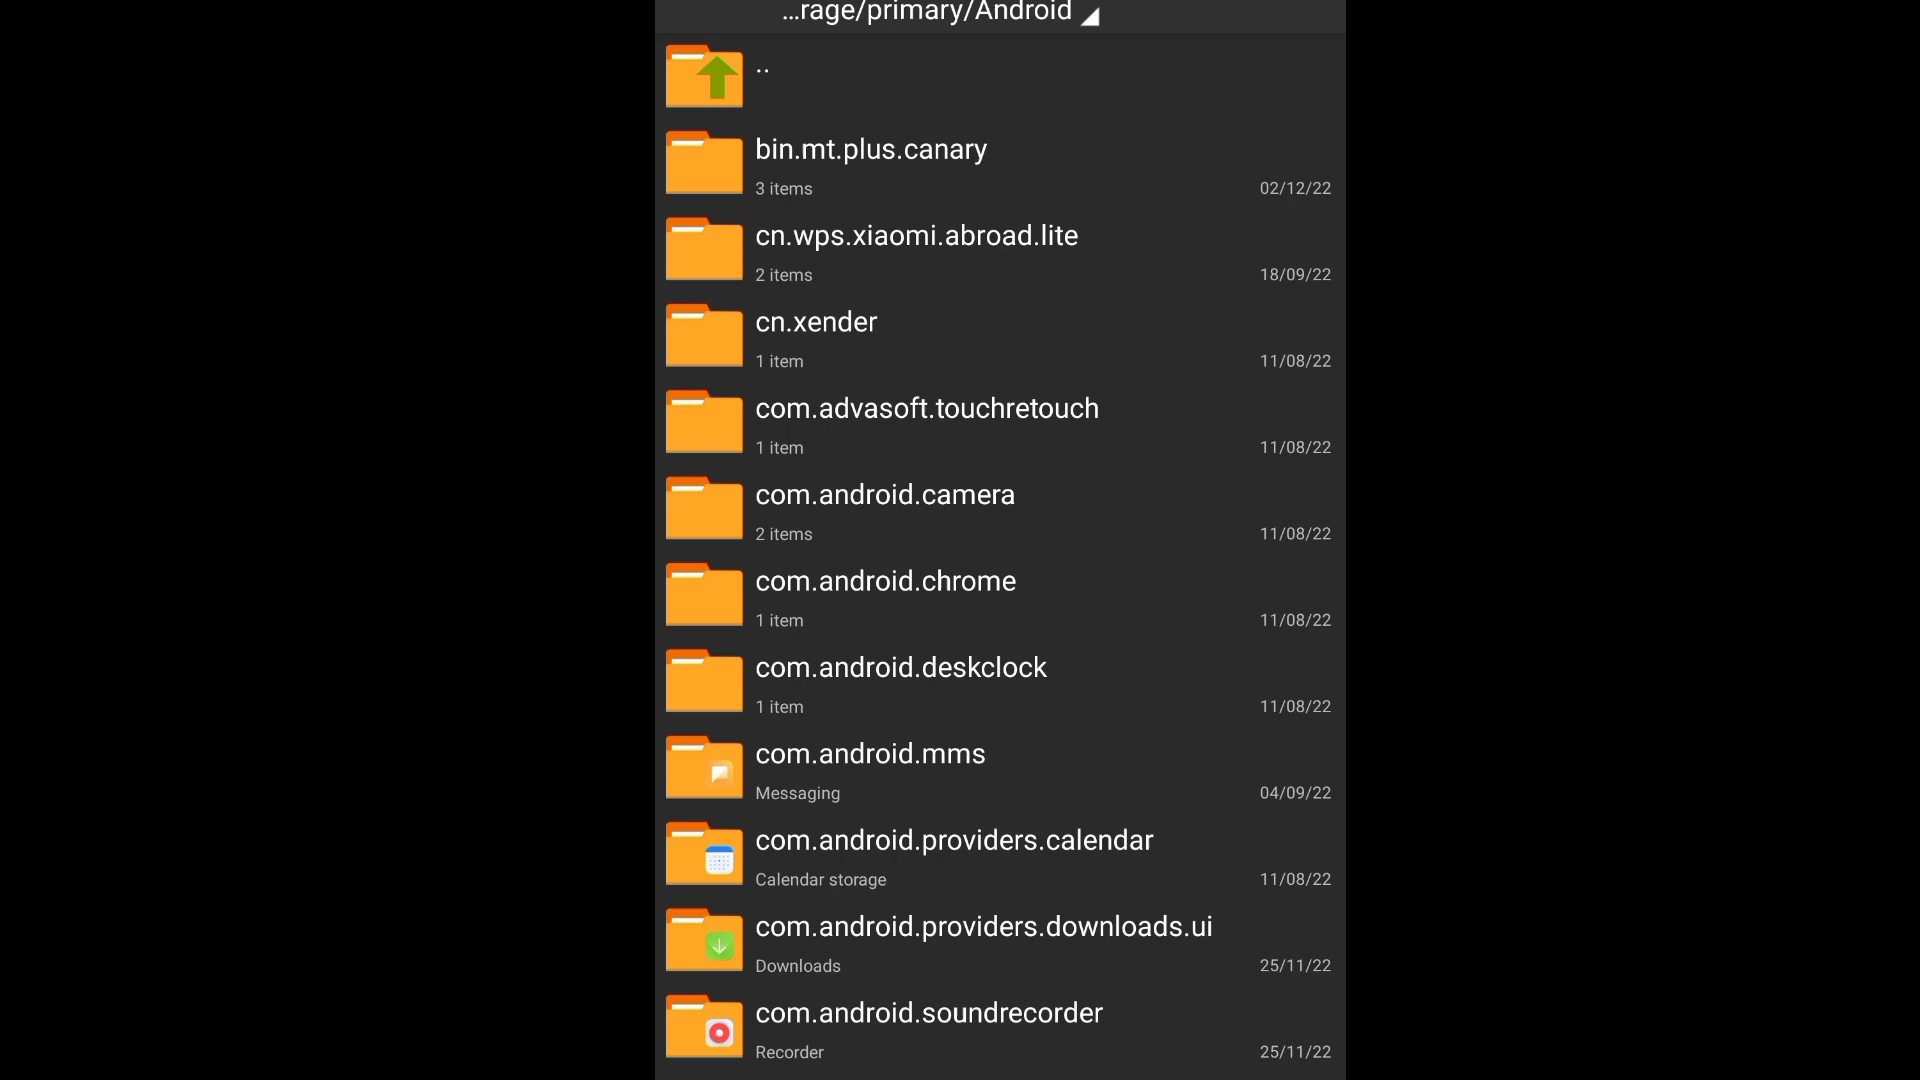 ...rage/primary/Android
..
bin.mt.plus.canary
3 items 02/12/22
cn.wps.xiaomi.abroad.lite
2 items 18/09/22
cn.xender
1 item 11/08/22
com.advasoft.touchretouch
1 item 11/08/22
com.android.camera
2 items 11/08/22
com.android.chrome
1 item 11/08/22
com.android.deskclock
1 item 11/08/22
com.android.mms
Messaging 04/09/22
com.android.providers.calendar
Calendar storage 11/08/22
com.android.providers.downloads.ui
Downloads 25/11/22
com.android.soundrecorder
Recorder 25/11/22